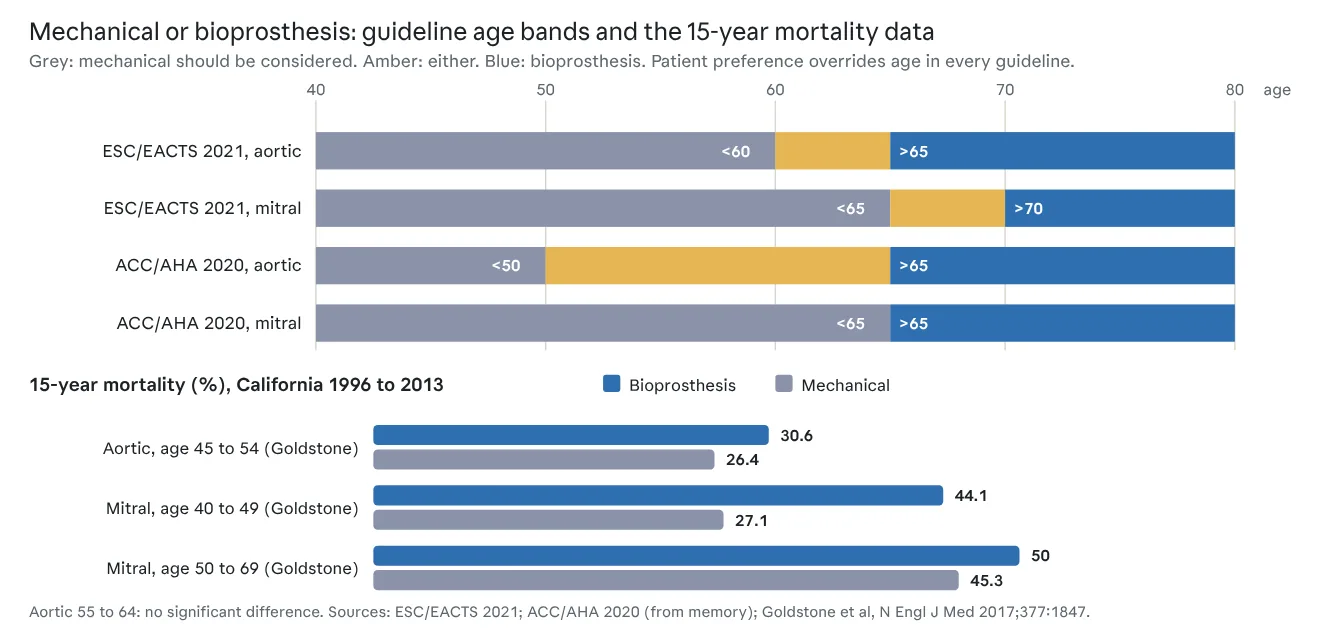 Mechanical or bioprosthesis: guideline age bands and the 15-year mortality data
Grey: mechanical should be considered. Amber: either. Blue: bioprosthesis. Patient preference overrides age in every guideline.
40 50 60 70 80 age
ESC/EACTS 2021, aortic <60 >65
ESC/EACTS 2021, mitral <65 >70
ACC/AHA 2020, aortic <50 >65
ACC/AHA 2020, mitral <65 >65
15-year mortality (%), California 1996 to 2013 Bioprosthesis Mechanical
Aortic, age 45 to 54 (Goldstone) 30.6
26.4
Mitral, age 40 to 49 (Goldstone) 44.1
27.1
Mitral, age 50 to 69 (Goldstone) 50
45.3
Aortic 55 to 64: no significant difference. Sources: ESC/EACTS 2021; ACC/AHA 2020 (from memory); Goldstone et al, N Engl J Med 2017;377:1847.